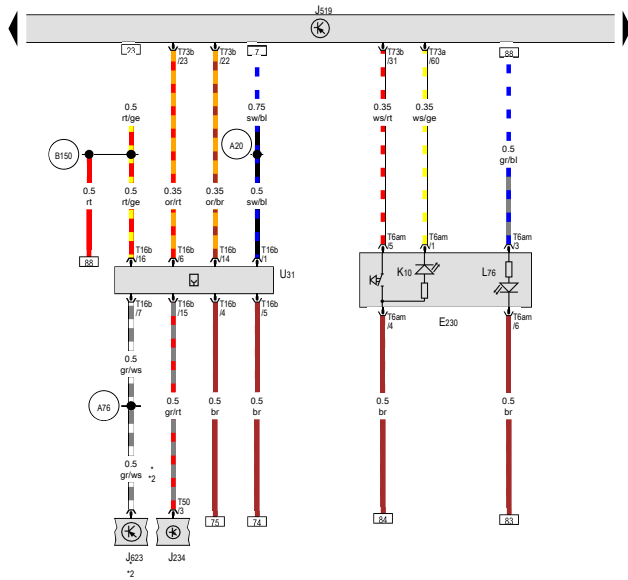 J519
23
T73b
/23
T73b
/22
7
T73b
/31
T73a
/60
88
0.5
rt/ge
0.75
sw/bl
0.35
ws/rt
0.35
ws/ge
B150
A20
0.5
gr/bl
0.5
rt
0.5
rt/ge
0.35
or/rt
0.35
or/br
0.5
sw/bl
88
T16b
/16
T16b
/6
T16b
/14
T16b
/1
T6am
/5
T6am
/1
T6am
/3
U31
K10
L76
T16b
/7
T16b
/15
T16b
/4
T16b
/5
T6am
/4
T6am
/6
E230
0.5
gr/ws
A76
0.5
gr/rt
0.5
br
0.5
br
0.5
br
0.5
br
0.5
gr/ws
*
*2
T50
/3
75
74
84
83
J623
J234
*
*2